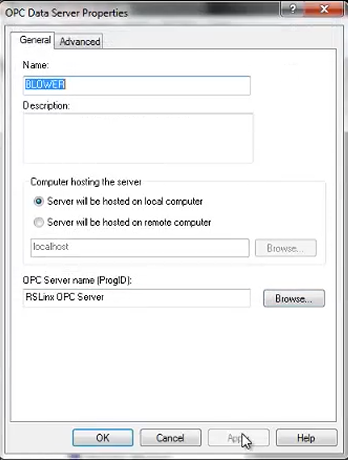 OPC Data Server Properties
General
Advanced
Name:
BLOWER
Description:
Computer hosting the server
Server will be hosted on local computer
Server will be hosted on remote computer
localhost
Browse...
OPC Server name (ProgID):
RSLinx OPC Server
Browse...
OK
Cancel
Help